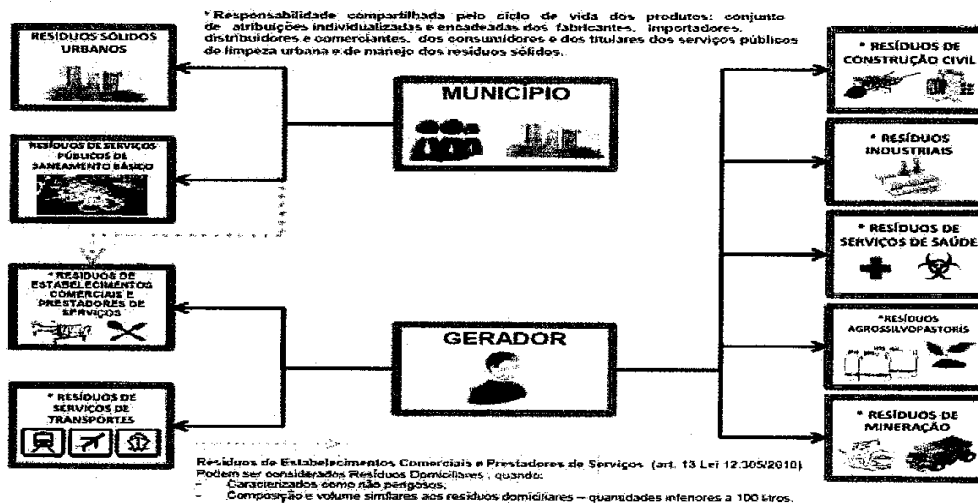 * Responsabilidade compartilhada pelo ciclo de vida dos produtos: conjunto
de atribuições individualizadas e encadeadas dos fabricantes, importadores,
distribuidores e comerciantes, dos consumidores e dos titulares dos serviços públicos
de limpeza urbana e de manejo dos resíduos sólidos.
RESÍDUOS SÓLIDOS
URBANOS
MUNICÍPIO
* RESÍDUOS DE
CONSTRUÇÃO CIVIL
RESÍDUOS DE SERVIÇOS
PÚBLICOS DE
SANEAMENTO BÁSICO
* RESÍDUOS
INDUSTRIAIS
* RESÍDUOS DE
SERVIÇOS DE SAÚDE
* RESÍDUOS DE
ESTABELECIMENTOS
COMERCIAIS E
PRESTADORES DE
SERVIÇOS
GERADOR
*RESÍDUOS
AGROSSILVOPASTORIS
* RESÍDUOS DE
SERVIÇOS DE
TRANSPORTES
* RESÍDUOS DE
MINERAÇÃO
Resíduos de Estabelecimentos Comerciais e Prestadores de Serviços (art. 13 Lei 12.305/2010)
Podem ser considerados Resíduos Domiciliares, quando:
- Caracterizados como não perigosos;
- Composição e volume similares aos resíduos domiciliares – quantidades inferiores a 100 litros.